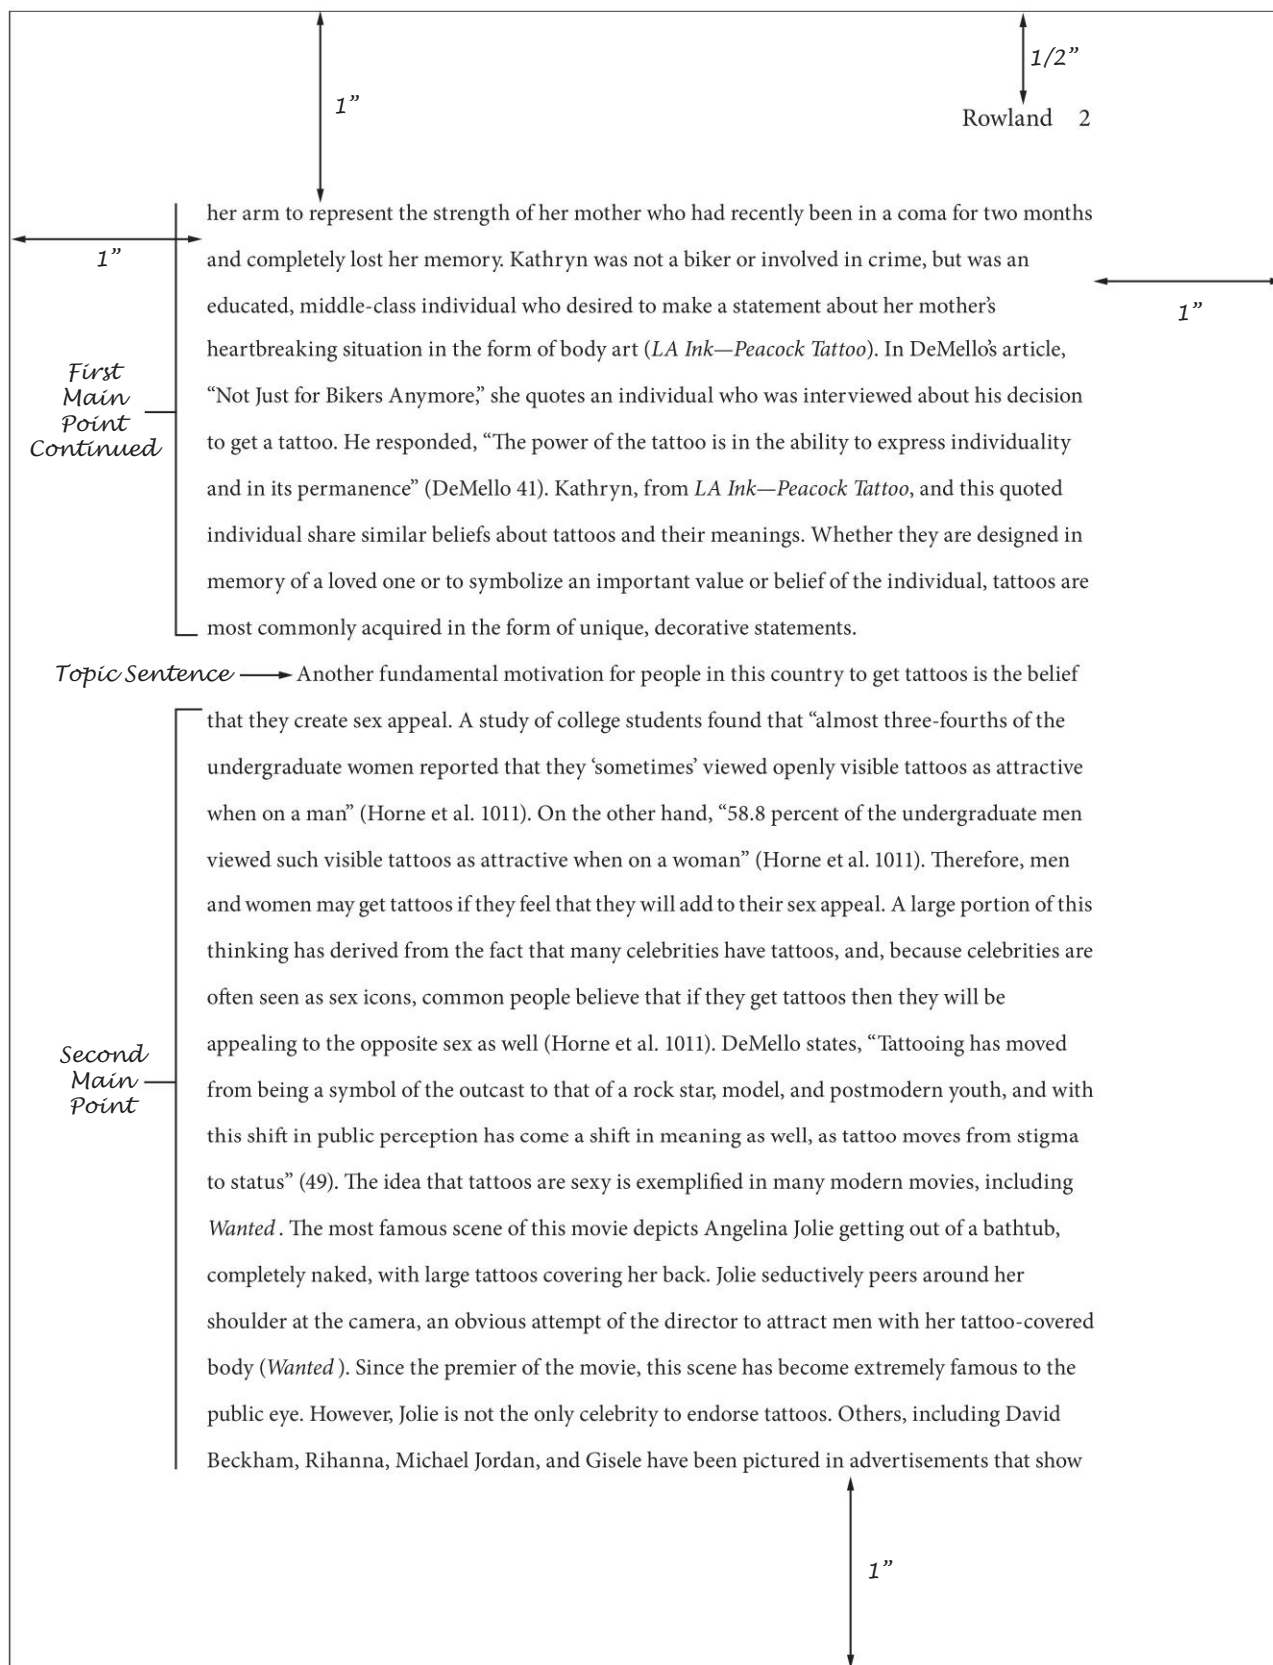 1/2”
1”
Rowland 2
her arm to represent the strength of her mother who had recently been in a coma for two months
1”
and completely lost her memory. Kathryn was not a biker or involved in crime, but was an
educated, middle-class individual who desired to make a statement about her mother’s
1”
heartbreaking situation in the form of body art (LA Ink—Peacock Tattoo). In DeMello’s article,
First
Main
Point
Continued
“Not Just for Bikers Anymore,” she quotes an individual who was interviewed about his decision
to get a tattoo. He responded, “The power of the tattoo is in the ability to express individuality
and in its permanence” (DeMello 41). Kathryn, from LA Ink—Peacock Tattoo, and this quoted
individual share similar beliefs about tattoos and their meanings. Whether they are designed in
memory of a loved one or to symbolize an important value or belief of the individual, tattoos are
most commonly acquired in the form of unique, decorative statements.
Topic Sentence
Another fundamental motivation for people in this country to get tattoos is the belief
that they create sex appeal. A study of college students found that “almost three-fourths of the
undergraduate women reported that they ‘sometimes’ viewed openly visible tattoos as attractive
when on a man” (Horne et al. 1011). On the other hand, “58.8 percent of the undergraduate men
viewed such visible tattoos as attractive when on a woman” (Horne et al. 1011). Therefore, men
and women may get tattoos if they feel that they will add to their sex appeal. A large portion of this
thinking has derived from the fact that many celebrities have tattoos, and, because celebrities are
often seen as sex icons, common people believe that if they get tattoos then they will be
appealing to the opposite sex as well (Horne et al. 1011). DeMello states, “Tattooing has moved
Second
Main
Point
from being a symbol of the outcast to that of a rock star, model, and postmodern youth, and with
this shift in public perception has come a shift in meaning as well, as tattoo moves from stigma
to status” (49). The idea that tattoos are sexy is exemplified in many modern movies, including
Wanted. The most famous scene of this movie depicts Angelina Jolie getting out of a bathtub,
completely naked, with large tattoos covering her back. Jolie seductively peers around her
shoulder at the camera, an obvious attempt of the director to attract men with her tattoo-covered
body (Wanted). Since the premier of the movie, this scene has become extremely famous to the
public eye. However, Jolie is not the only celebrity to endorse tattoos. Others, including David
Beckham, Rihanna, Michael Jordan, and Gisele have been pictured in advertisements that show
1”